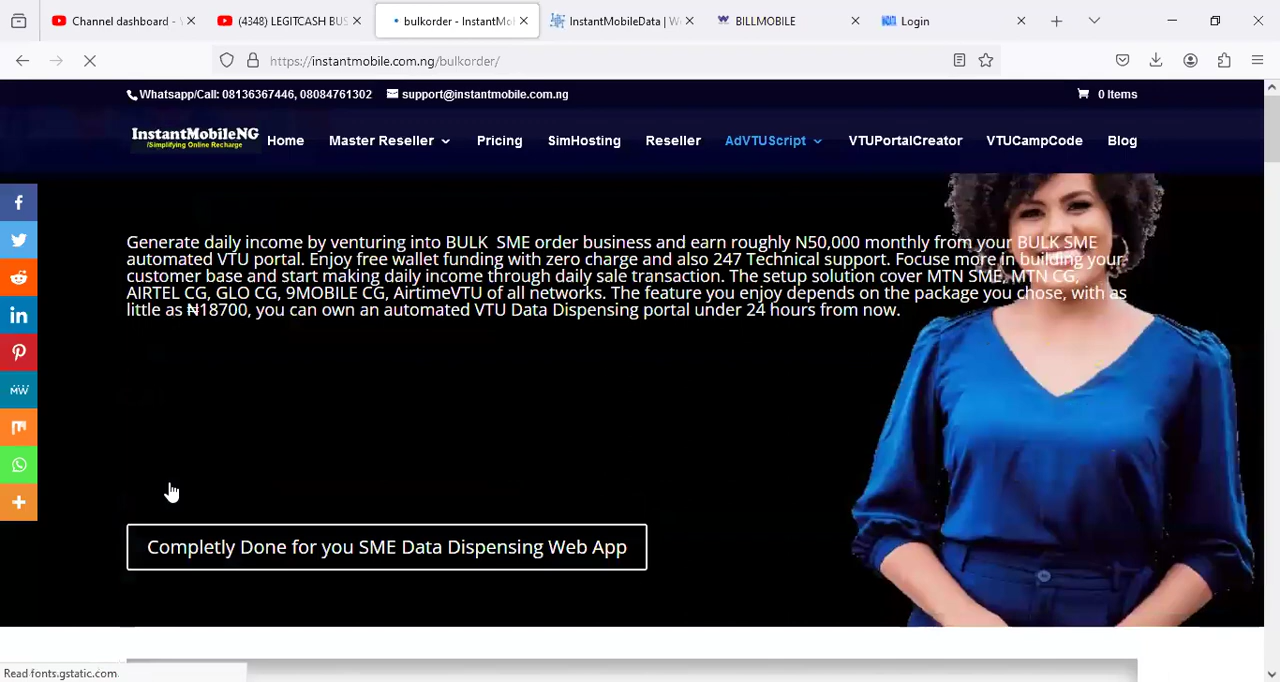 Channel dashboard -
(4348) LEGITCASH BUS
bulkorder - InstantMo
InstantMobileData | W
BILLMOBILE
Login
https://instantmobile.com.ng/bulkorder/
Whatsapp/Call: 08136367446, 08084761302
support@instantmobile.com.ng
0 Items
InstantMobileNG
/Simplifying Online Recharge
Home
Master Reseller
Pricing
SimHosting
Reseller
AdVTUScript
VTUPortalCreator
VTUCampCode
Blog
Generate daily income by venturing into BULK SME order business and earn roughly N50,000 monthly from your BULK SME
automated VTU portal. Enjoy free wallet funding with zero charge and also 247 Technical support. Focuse more in building your
customer base and start making daily income through daily sale transaction. The setup solution cover MTN SME, MTN CG,
AIRTEL CG, GLO CG, 9MOBILE CG, AirtimeVTU of all networks. The feature you enjoy depends on the package you chose, with as
little as ₦18700, you can own an automated VTU Data Dispensing portal under 24 hours from now.
MW
Completly Done for you SME Data Dispensing Web App
Read fonts.gstatic.com